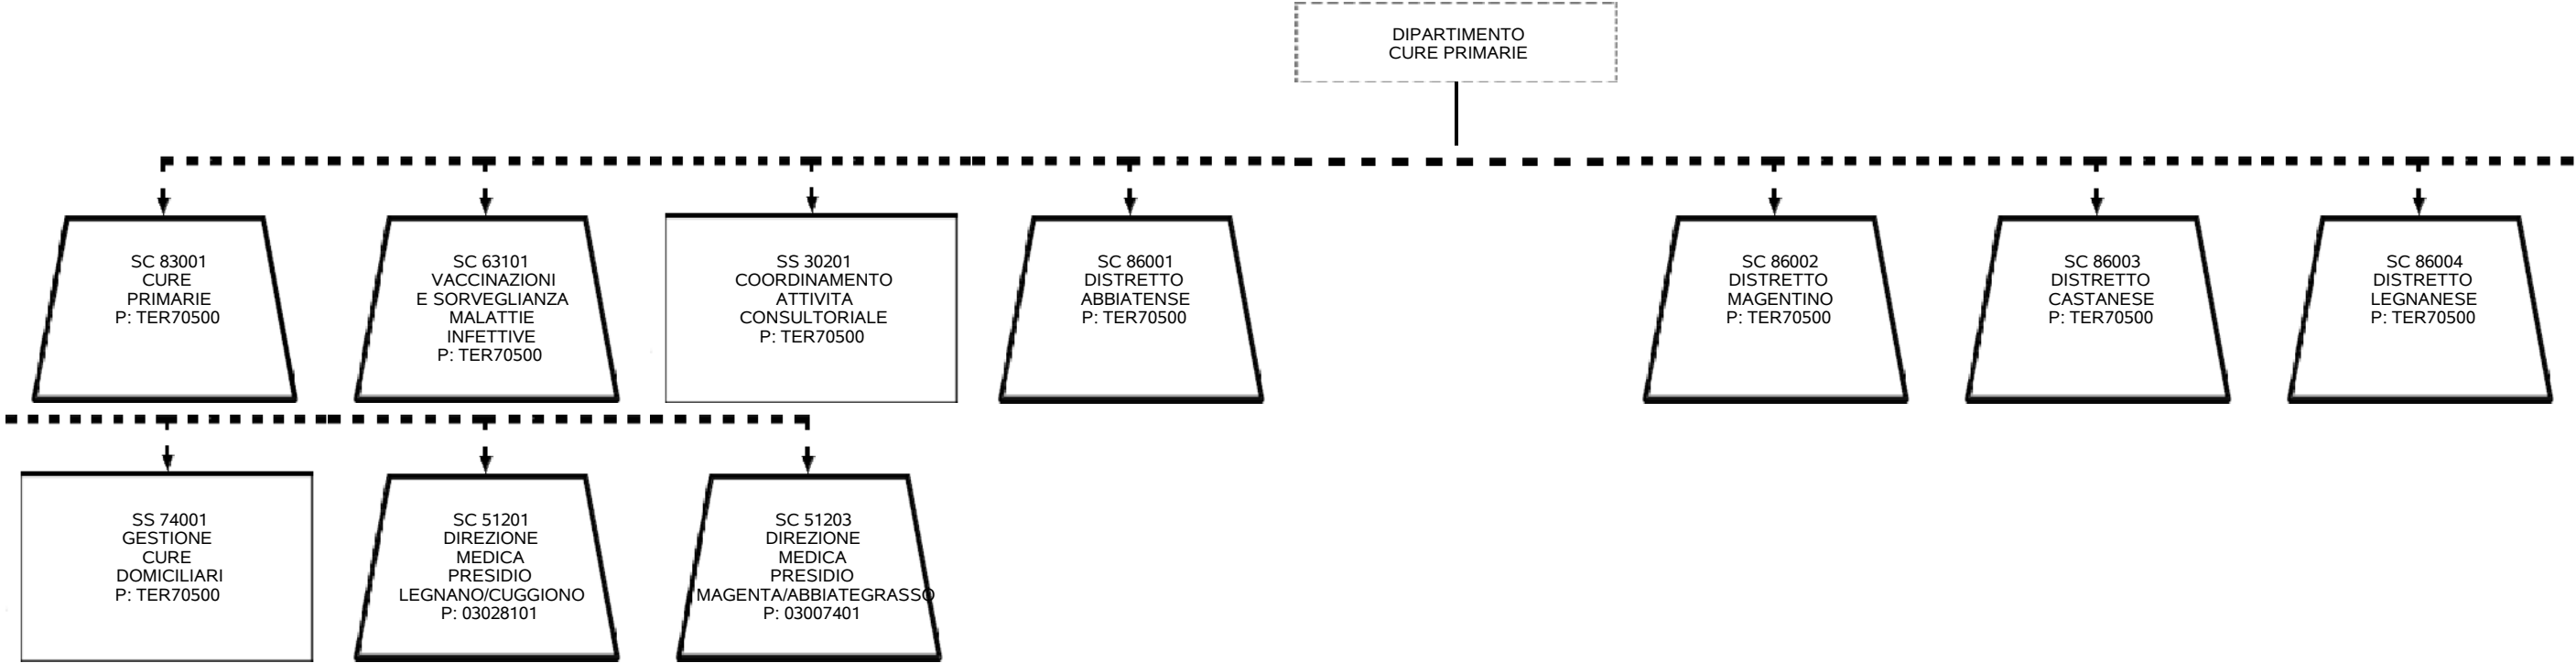 DIPARTIMENTO
CURE PRIMARIE
SC 83001
CURE
PRIMARIE
P: TER70500
SC 63101
VACCINAZIONI
E SORVEGLIANZA
MALATTIE
INFETTIVE
P: TER70500
SS 30201
COORDINAMENTO
ATTIVITA
CONSULTORIALE
P: TER70500
SC 86001
DISTRETTO
ABBIATENSE
P: TER70500
SC 86002
DISTRETTO
MAGENTINO
P: TER70500
SC 86003
DISTRETTO
CASTANESE
P: TER70500
SC 86004
DISTRETTO
LEGNANESE
P: TER70500
SS 74001
GESTIONE
CURE
DOMICILIARI
P: TER70500
SC 51201
DIREZIONE
MEDICA
PRESIDIO
LEGNANO/CUGGIONO
P: 03028101
SC 51203
DIREZIONE
MEDICA
PRESIDIO
MAGENTA/ABBIATEGRASSO
P: 03007401